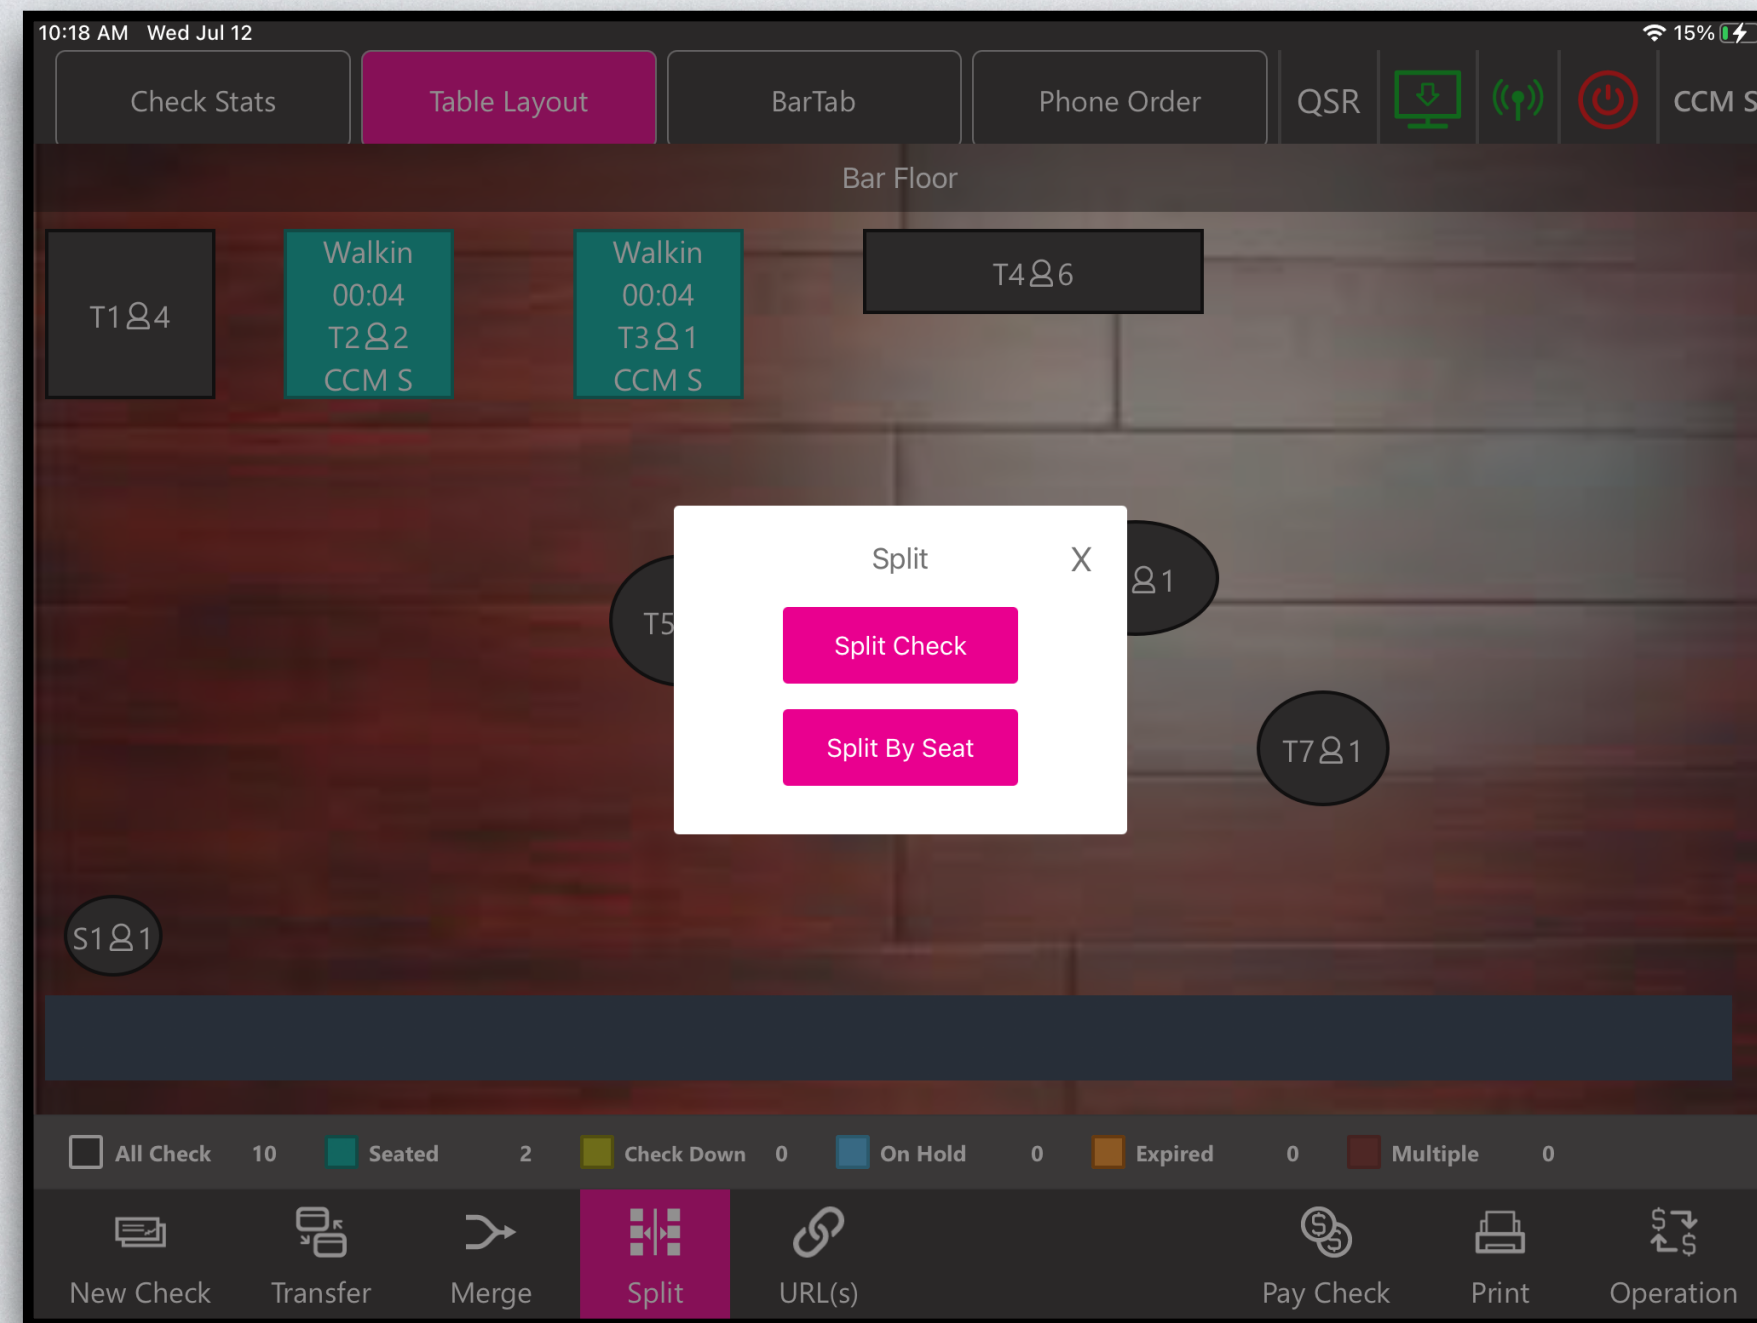 10:18 AM Wed Jul 12
15%
Check Stats
Table Layout
BarTab
Phone Order
QSR
CCM S
Bar Floor
T1 4
Walkin
00:04
T2 2
CCM S
Walkin
00:04
T3 1
CCM S
T4 6
Split X
Split Check
Split By Seat
T5
1
T7 1
S1 1
All Check 10
Seated 2
Check Down 0
On Hold 0
Expired 0
Multiple 0
New Check
Transfer
Merge
Split
URL(s)
Pay Check
Print
Operation